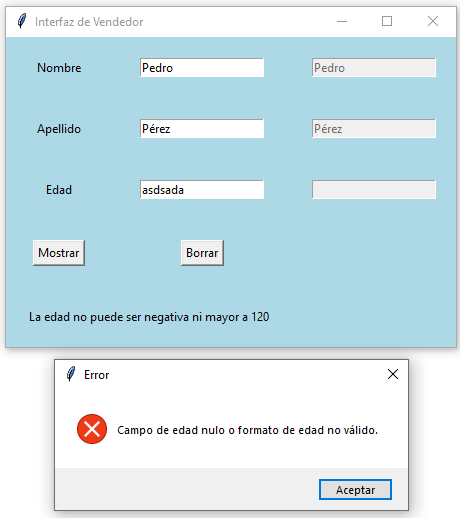 Interfaz de Vendedor
Nombre Pedro Pedro
Apellido Pérez Pérez
Edad asdsada
Mostrar Borrar
La edad no puede ser negativa ni mayor a 120
Error
Campo de edad nulo o formato de edad no válido.
Aceptar